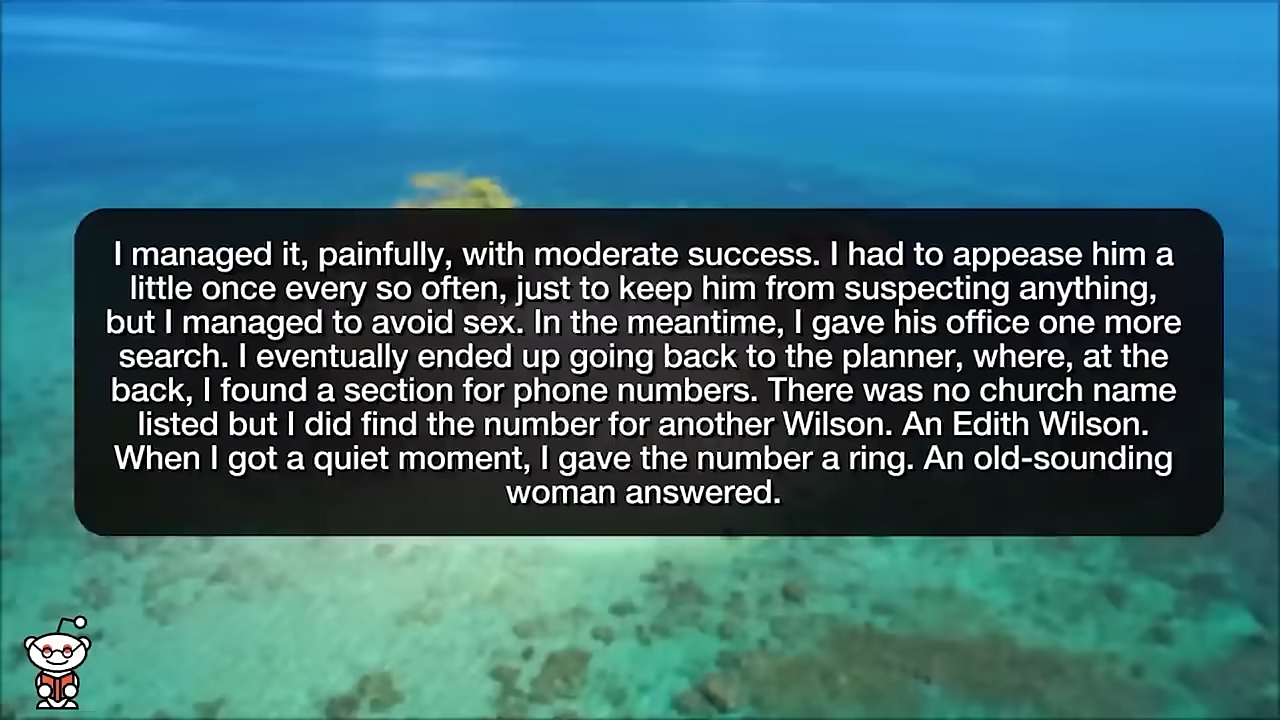 I managed it, painfully, with moderate success. I had to appease him a
little once every so often, just to keep him from suspecting anything,
but I managed to avoid sex. In the meantime, I gave his office one more
search. I eventually ended up going back to the planner, where, at the
back, I found a section for phone numbers. There was no church name
listed but I did find the number for another Wilson. An Edith Wilson.
When I got a quiet moment, I gave the number a ring. An old-sounding
woman answered.